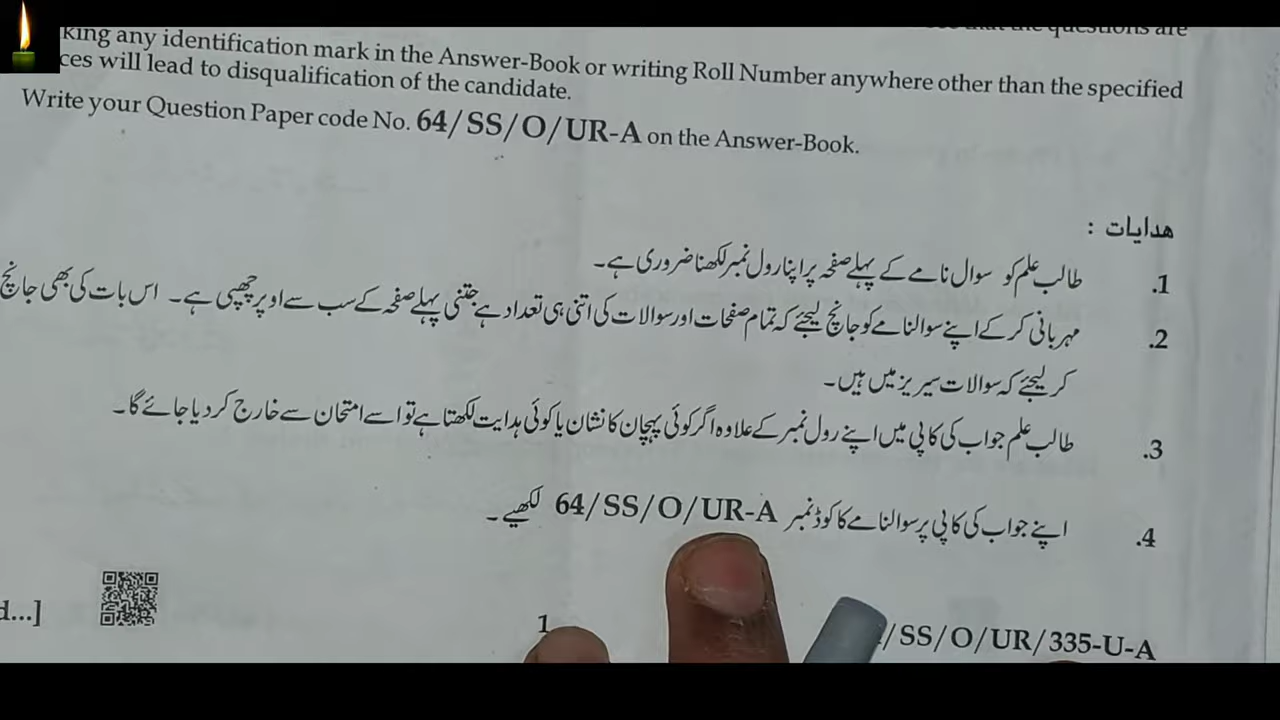 that the questions are
king any identification mark in the Answer-Book or writing Roll Number anywhere other than the specified
ces will lead to disqualification of the candidate.
Write your Question Paper code No. 64/SS/O/UR-A on the Answer-Book.
ھدایات :
1. طالب علم کو سوال نامے کے پہلے صفحہ پر اپنا رول نمبر لکھنا ضروری ہے۔
2. مہربانی کر کے اپنے سوالنامے کو جانچ لیجئے کہ تمام صفحات اور سوالات کی اتنی ہی تعداد ہے جتنی پہلے صفحہ کے سب سے اوپر چھپی ہے۔ اس بات کی بھی جانچ
کر لیجئے کہ سوالات سیریز میں ہیں۔
3. طالب علم جواب کی کاپی میں اپنے رول نمبر کے علاوہ اگر کوئی پہچان کا نشان یا کوئی ہدایت لکھتا ہے تو اسے امتحان سے خارج کر دیا جائے گا۔
4. اپنے جواب کی کاپی پر سوالنامے کا کوڈ نمبر 64/SS/O/UR-A لکھیے۔
d...]
1
/SS/O/UR/335-U-A